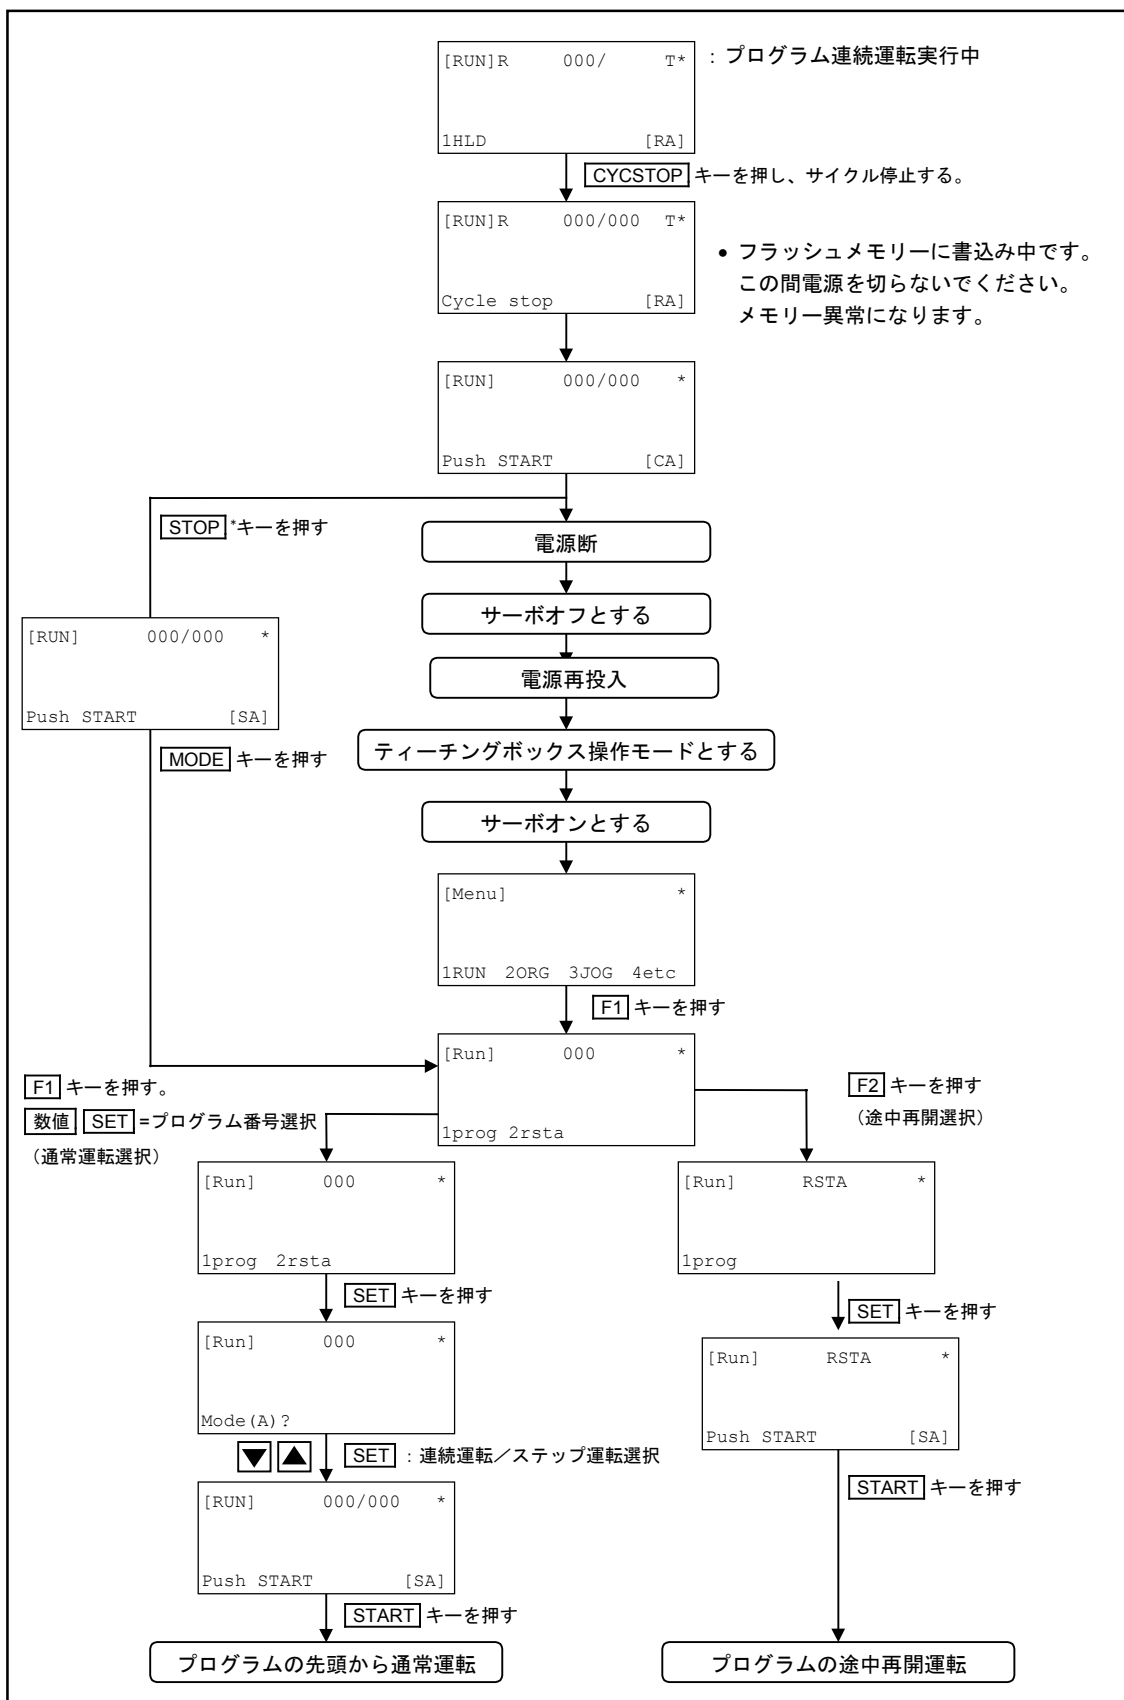 [RUN]R 000/ T*
1HLD [RA]
：プログラム連続運転実行中
CYCSTOP キーを押し、サイクル停止する。
[RUN]R 000/000 T*
Cycle stop [RA]
• フラッシュメモリーに書込み中です。
この間電源を切らないでください。
メモリー異常になります。
[RUN] 000/000 *
Push START [CA]
STOP *キーを押す
電源断
サーボオフとする
[RUN] 000/000 *
Push START [SA]
電源再投入
MODE キーを押す
ティーチングボックス操作モードとする
サーボオンとする
[Menu] *
1RUN 2ORG 3JOG 4etc
F1 キーを押す
[Run] 000 *
1prog 2rsta
F1 キーを押す。
数値 SET =プログラム番号選択
（通常運転選択）
F2 キーを押す
（途中再開選択）
[Run] 000 *
1prog 2rsta
[Run] RSTA *
1prog
SET キーを押す
SET キーを押す
[Run] 000 *
Mode(A)?
[Run] RSTA *
Push START [SA]
▼ ▲ SET ：連続運転／ステップ運転選択
START キーを押す
[RUN] 000/000 *
Push START [SA]
START キーを押す
プログラムの先頭から通常運転
プログラムの途中再開運転